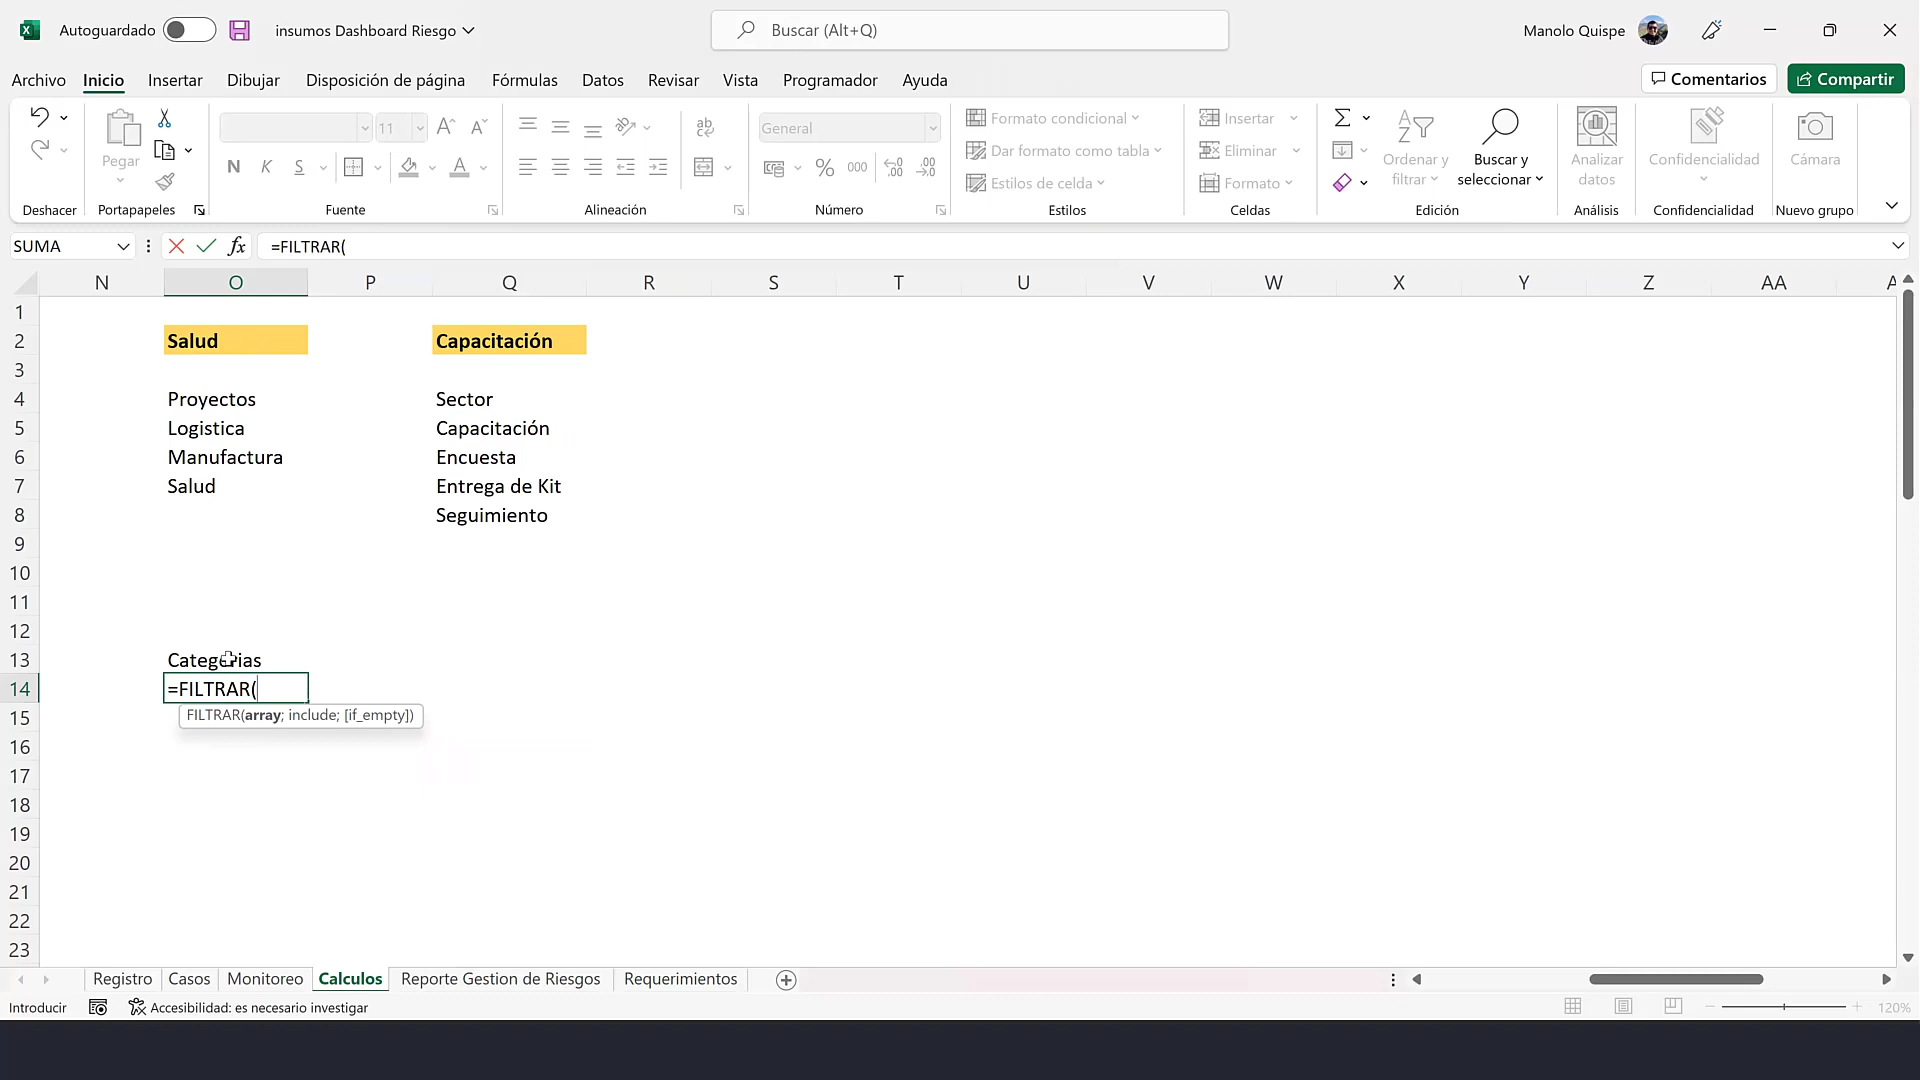 Autoguardado
insumos Dashboard Riesgo
Buscar (Alt+Q)
Manolo Quispe
Archivo Inicio Insertar Dibujar Disposición de página Fórmulas Datos Revisar Vista Programador Ayuda
Comentarios
Compartir
Pegar
11
N K S
General
% 000
Formato condicional
Dar formato como tabla
Estilos de celda
Insertar
Eliminar
Formato
Ordenar y filtrar
Buscar y seleccionar
Analizar datos
Confidencialidad
Cámara
Deshacer Portapapeles Fuente Alineación Número Estilos Celdas Edición Análisis Confidencialidad Nuevo grupo
SUMA
fx
=FILTRAR(
N O P Q R S T U V W X Y Z AA
1
2 Salud Capacitación
3
4 Proyectos Sector
5 Logistica Capacitación
6 Manufactura Encuesta
7 Salud Entrega de Kit
8 Seguimiento
9
10
11
12
13 Categorias
14 =FILTRAR(
FILTRAR(array; include; [if_empty])
15
16
17
18
19
20
21
22
23
Registro Casos Monitoreo Calculos Reporte Gestion de Riesgos Requerimientos
Introducir
Accesibilidad: es necesario investigar
120%